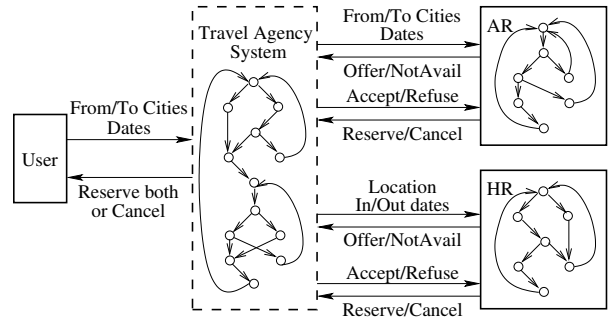 Travel Agency
System
From/To Cities
Dates
Offer/NotAvail
Accept/Refuse
Reserve/Cancel
AR
User
From/To Cities
Dates
Reserve both
or Cancel
Location
In/Out dates
Offer/NotAvail
Accept/Refuse
Reserve/Cancel
HR